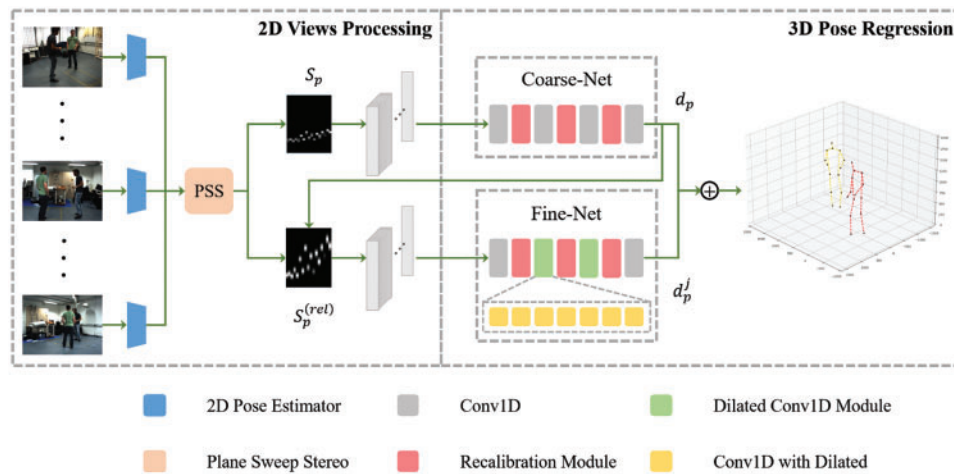 2D Views Processing
3D Pose Regression
S_p
Coarse-Net
d_p
PSS
Fine-Net
S_p^{(rel)}
d_p^j
2D Pose Estimator
Conv1D
Dilated Conv1D Module
Plane Sweep Stereo
Recalibration Module
Conv1D with Dilated